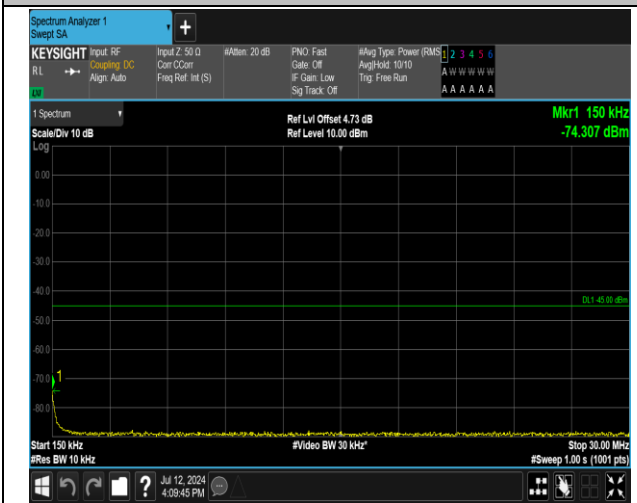 Spectrum Analyzer 1
Swept SA
+
KEYSIGHT Input: RF Input Z: 50 Ω #Atten: 20 dB PNO: Fast #Avg Type: Power (RMS 1 2 3 4 5 6
RL Coupling: DC Corr CCorr Gate: Off Avg|Hold: 10/10 A W W W W W
Align: Auto Freq Ref: Int (S) IF Gain: Low Trig: Free Run
Sig Track: Off A A A A A A
LXI
1 Spectrum Ref Lvl Offset 4.73 dB Mkr1 150 kHz
Scale/Div 10 dB Ref Level 10.00 dBm -74.307 dBm
Log
0.00
-10.0
-20.0
-30.0
-40.0
DL1 -45.00 dBm
-50.0
-60.0
-70.0 1
-80.0
Start 150 kHz #Video BW 30 kHz* Stop 30.00 MHz
#Res BW 10 kHz #Sweep 1.00 s (1001 pts)
? Jul 12, 2024
4:09:45 PM